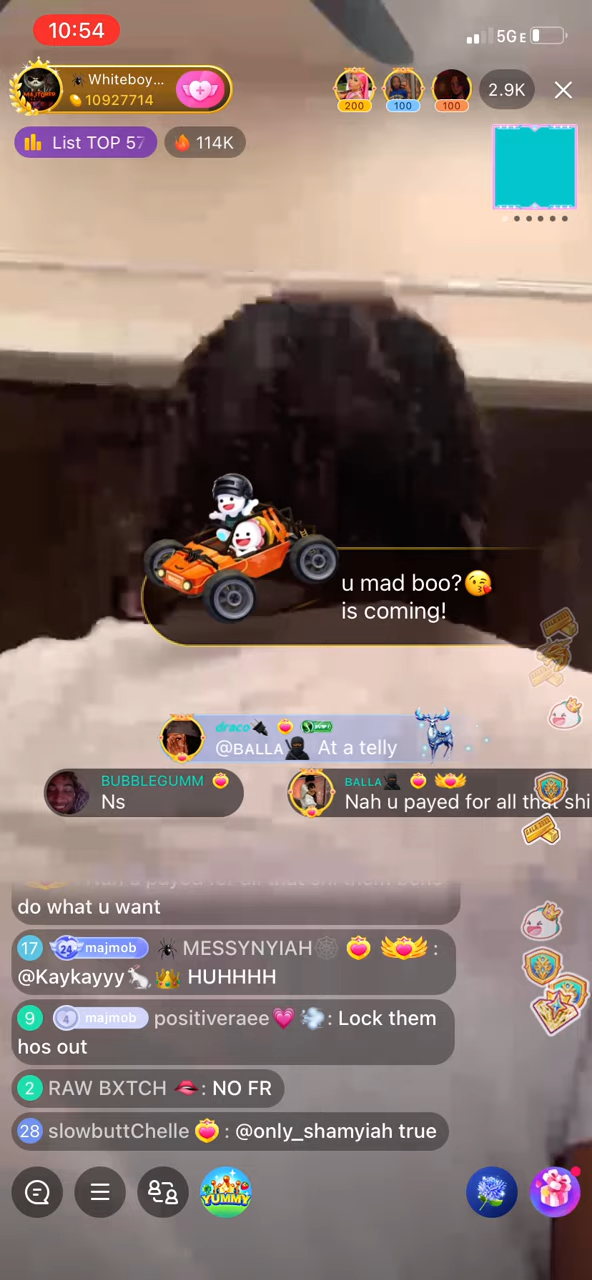 10:54
5G E
🕷 Whiteboy...
10927714
200
100
100
2.9K
List TOP 57
114K
u mad boo?😘
is coming!
draco🔌
@BALLA🥷 At a telly
BUBBLEGUMM
Ns
BALLA🥷
Nah u payed for all that shi
do what u want
17 24 majmob 🕷 MESSYNYIAH🕸 :
@Kaykayyy🐇 👑 HUHHHH
9 4 majmob positiveraee💗 💨: Lock them
hos out
2 RAW BXTCH 🫦: NO FR
28 slowbuttChelle : @only_shamyiah true
YUMMY